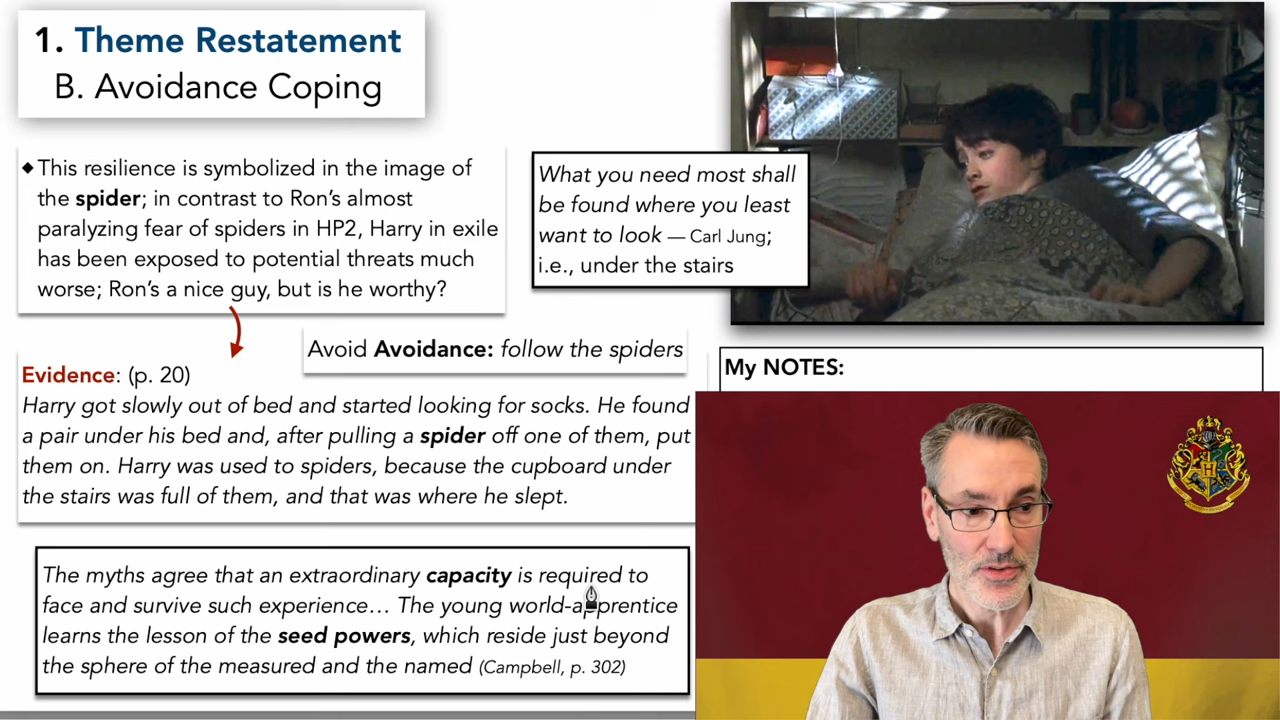 1. Theme Restatement
B. Avoidance Coping
◆This resilience is symbolized in the image of
the spider; in contrast to Ron's almost
paralyzing fear of spiders in HP2, Harry in exile
has been exposed to potential threats much
worse; Ron's a nice guy, but is he worthy?
What you need most shall
be found where you least
want to look — Carl Jung;
i.e., under the stairs
Avoid Avoidance: follow the spiders
Evidence: (p. 20)
Harry got slowly out of bed and started looking for socks. He found
a pair under his bed and, after pulling a spider off one of them, put
them on. Harry was used to spiders, because the cupboard under
the stairs was full of them, and that was where he slept.
My NOTES:
The myths agree that an extraordinary capacity is required to
face and survive such experience… The young world-apprentice
learns the lesson of the seed powers, which reside just beyond
the sphere of the measured and the named (Campbell, p. 302)
H